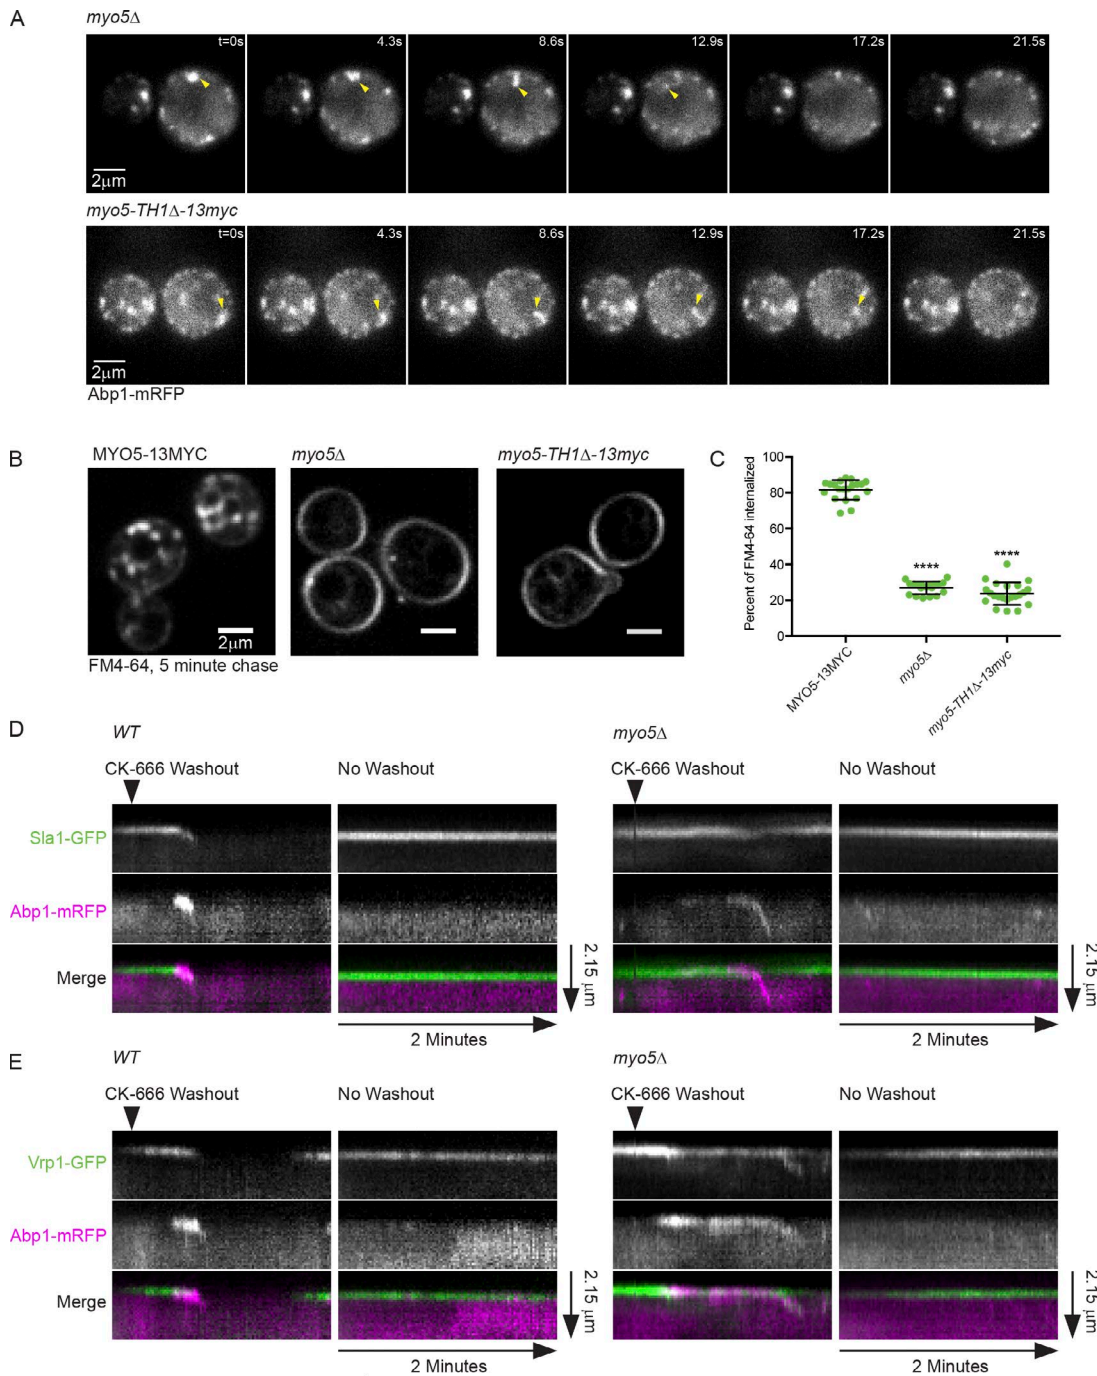 A
myo5Δ
t=0s 4.3s 8.6s 12.9s 17.2s 21.5s
2µm
myo5-TH1Δ-13myc
t=0s 4.3s 8.6s 12.9s 17.2s 21.5s
2µm
Abp1-mRFP
B
MYO5-13MYC
myo5Δ
myo5-TH1Δ-13myc
2µm
FM4-64, 5 minute chase
C
Percent of FM4-64 internalized
100
80
60
40
20
0
****
****
MYO5-13MYC
myo5Δ
myo5-TH1Δ-13myc
D
WT
myo5Δ
CK-666 Washout
No Washout
CK-666 Washout
No Washout
Sla1-GFP
Abp1-mRFP
Merge
2.15 µm
2.15 µm
2 Minutes
2 Minutes
E
WT
myo5Δ
CK-666 Washout
No Washout
CK-666 Washout
No Washout
Vrp1-GFP
Abp1-mRFP
Merge
2.15 µm
2.15 µm
2 Minutes
2 Minutes